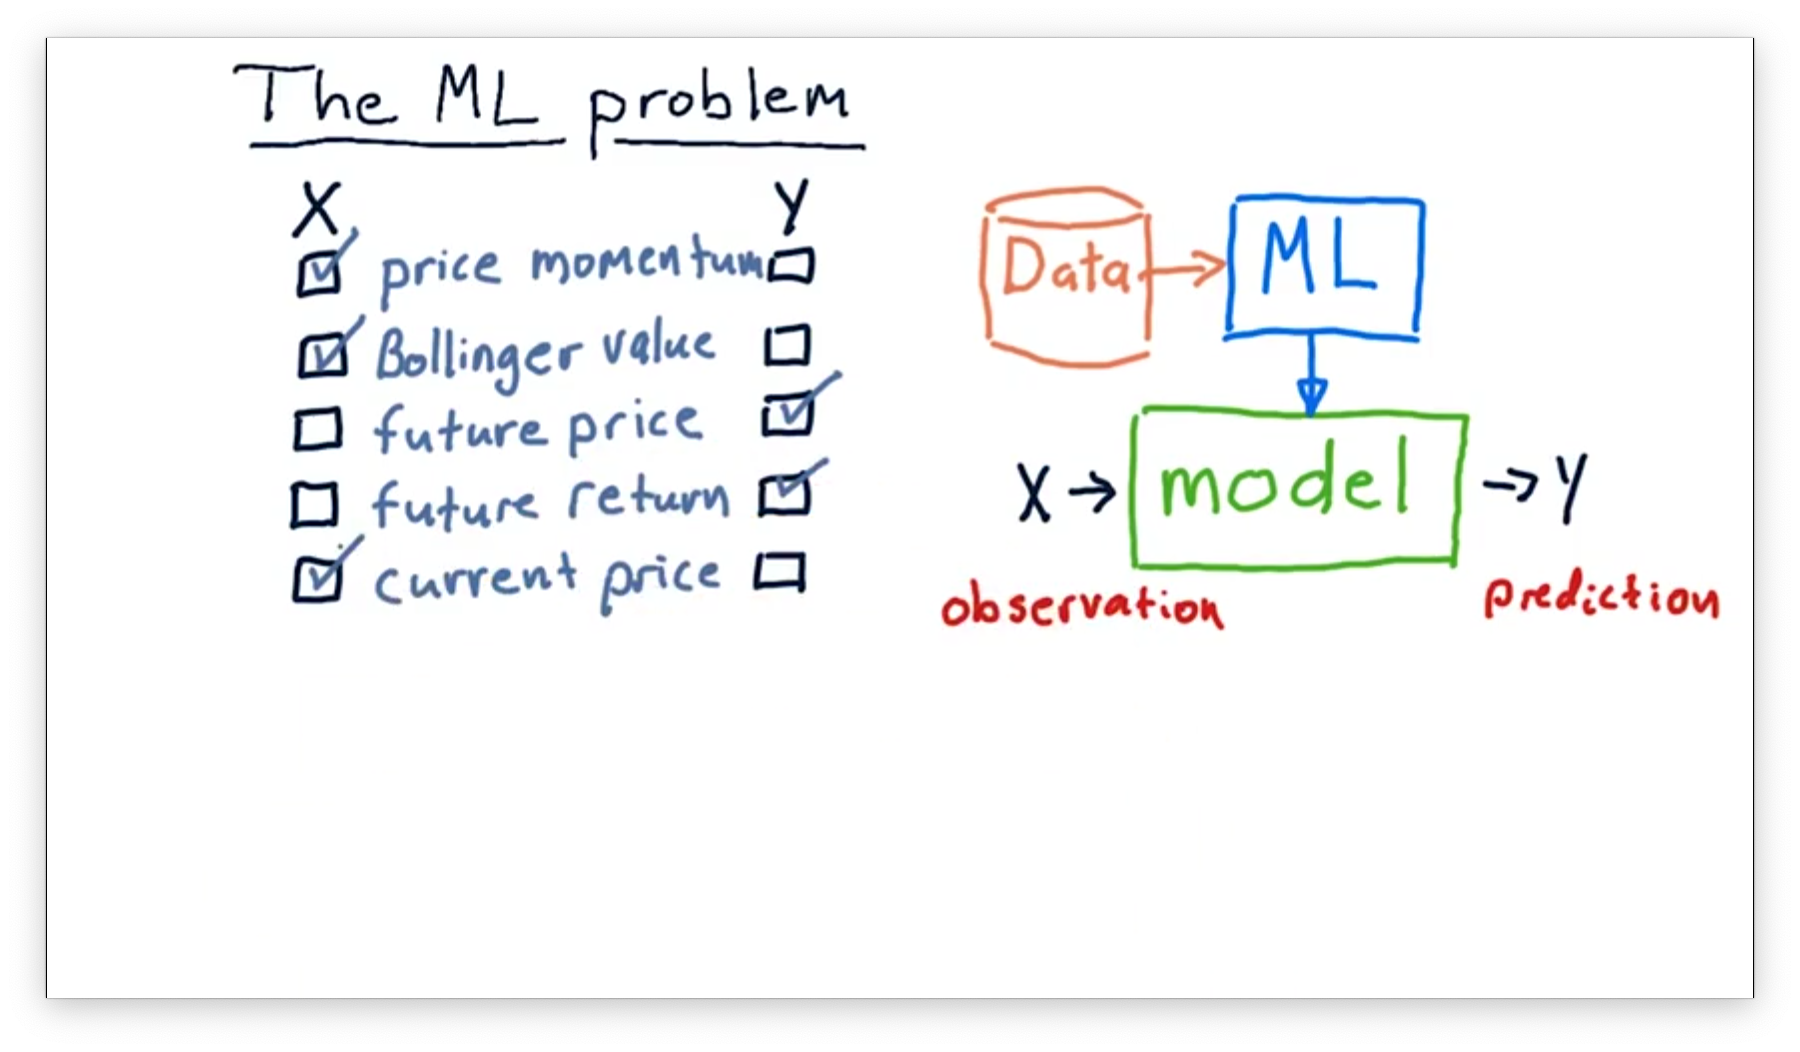 The ML problem
X Y
price momentum
Bollinger value
future price
future return
current price
Data
ML
X → model → Y
observation
prediction